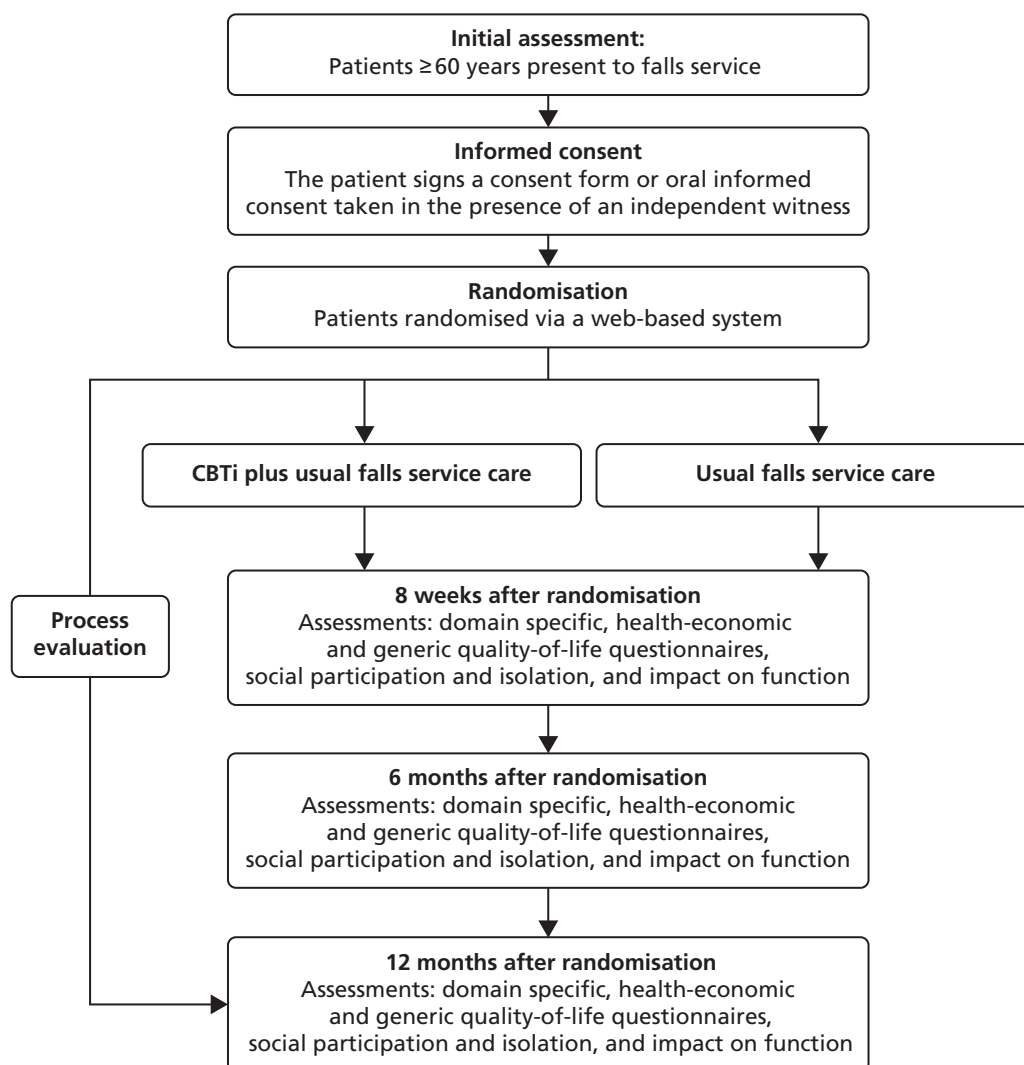 Initial assessment:
Patients ≥60 years present to falls service
Informed consent
The patient signs a consent form or oral informed
consent taken in the presence of an independent witness
Randomisation
Patients randomised via a web-based system
CBTi plus usual falls service care
Usual falls service care
8 weeks after randomisation
Assessments: domain specific, health-economic
and generic quality-of-life questionnaires,
social participation and isolation, and impact on function
Process
evaluation
6 months after randomisation
Assessments: domain specific, health-economic
and generic quality-of-life questionnaires,
social participation and isolation, and impact on function
12 months after randomisation
Assessments: domain specific, health-economic
and generic quality-of-life questionnaires,
social participation and isolation, and impact on function